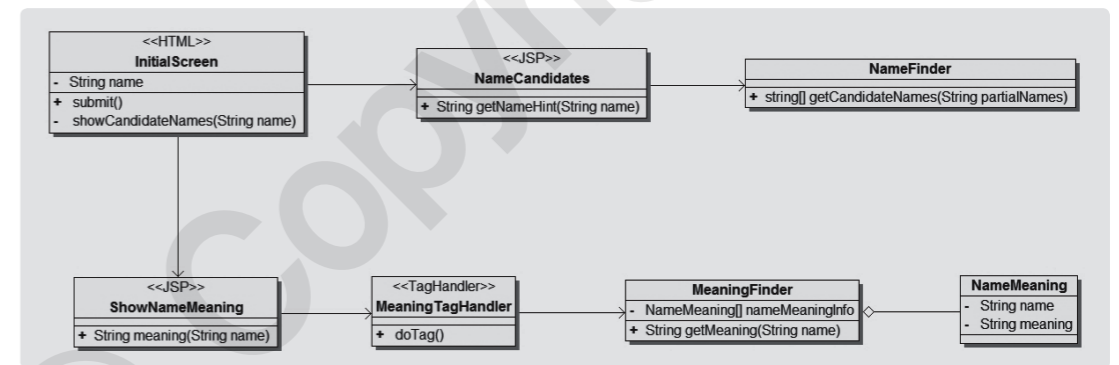 <<HTML>>
InitialScreen
- String name
+ submit()
- showCandidateNames(String name)
<<JSP>>
NameCandidates
+ String getNameHint(String name)
NameFinder
+ string[] getCandidateNames(String partialNames)
<<JSP>>
ShowNameMeaning
+ String meaning(String name)
<<TagHandler>>
MeaningTagHandler
+ doTag()
MeaningFinder
- NameMeaning[] nameMeaningInfo
+ String getMeaning(String name)
NameMeaning
- String name
- String meaning